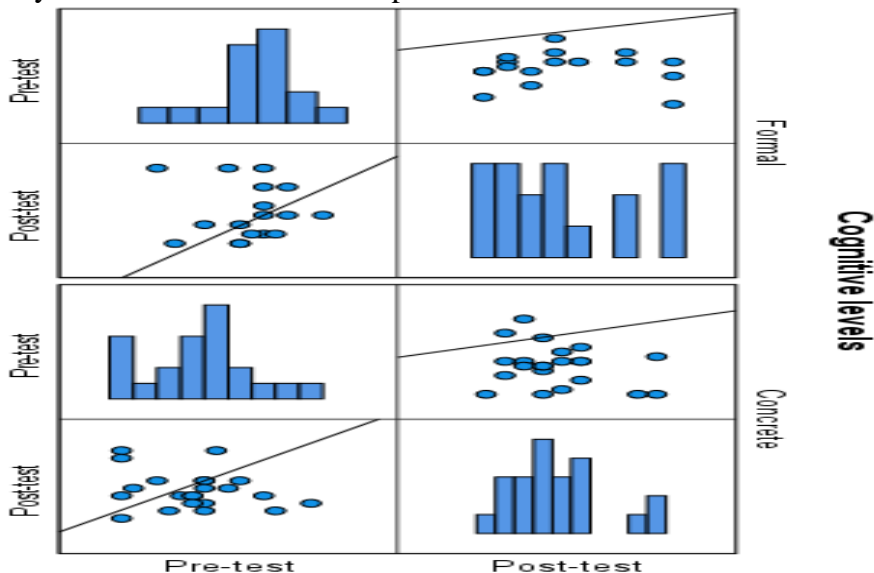 Pre-test
Post-test
Formal
Pre-test
Post-test
Concrete
Cognitive levels
Pre-test
Post-test